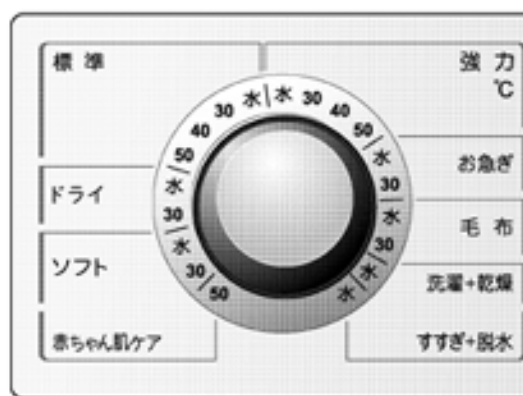 標準
強力
℃
ドライ
お急ぎ
毛布
ソフト
洗濯+乾燥
赤ちゃん肌ケア
すすぎ+脱水
50 30 水 30 水 50 40 30 水 水 30 40 50 水 30 水 30 水 水